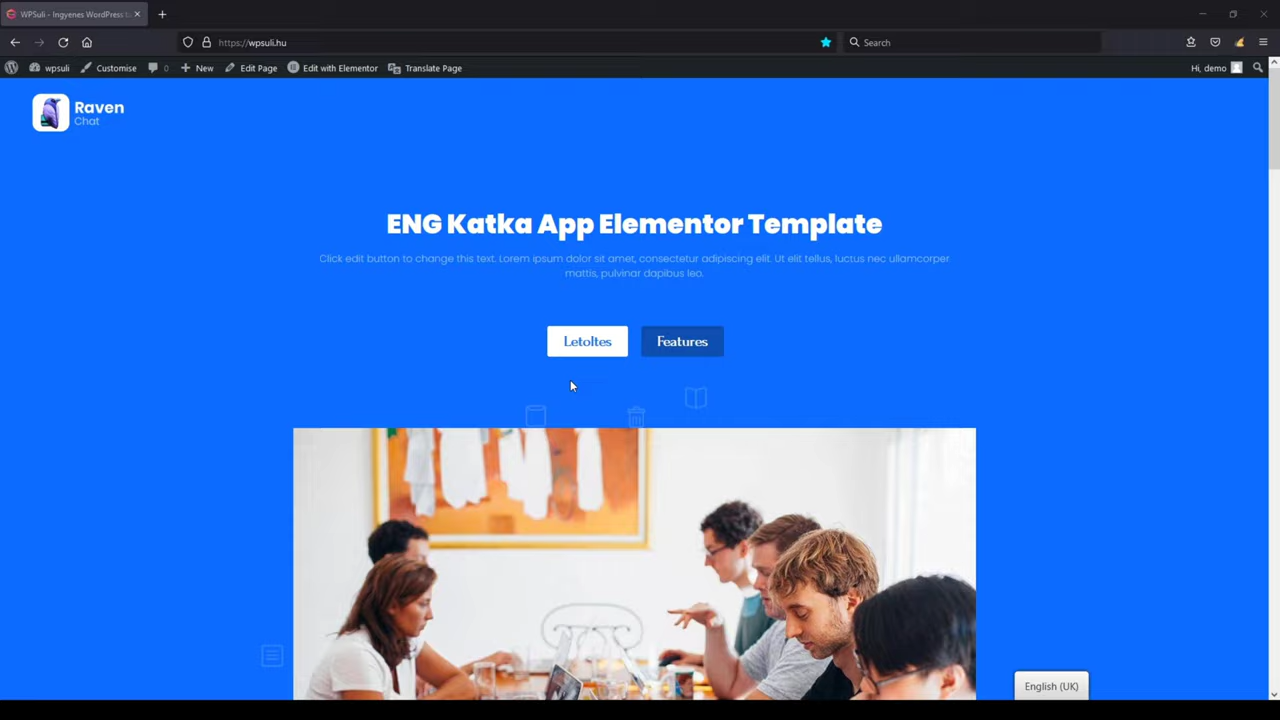 WPSuli - Ingyenes WordPress t
https://wpsuli.hu
Search
wpsuli
Customise
0
New
Edit Page
Edit with Elementor
Translate Page
Hi, demo
Raven
Chat
ENG Katka App Elementor Template
Click edit button to change this text. Lorem ipsum dolor sit amet, consectetur adipiscing elit. Ut elit tellus, luctus nec ullamcorper
mattis, pulvinar dapibus leo.
Letoltes
Features
English (UK)